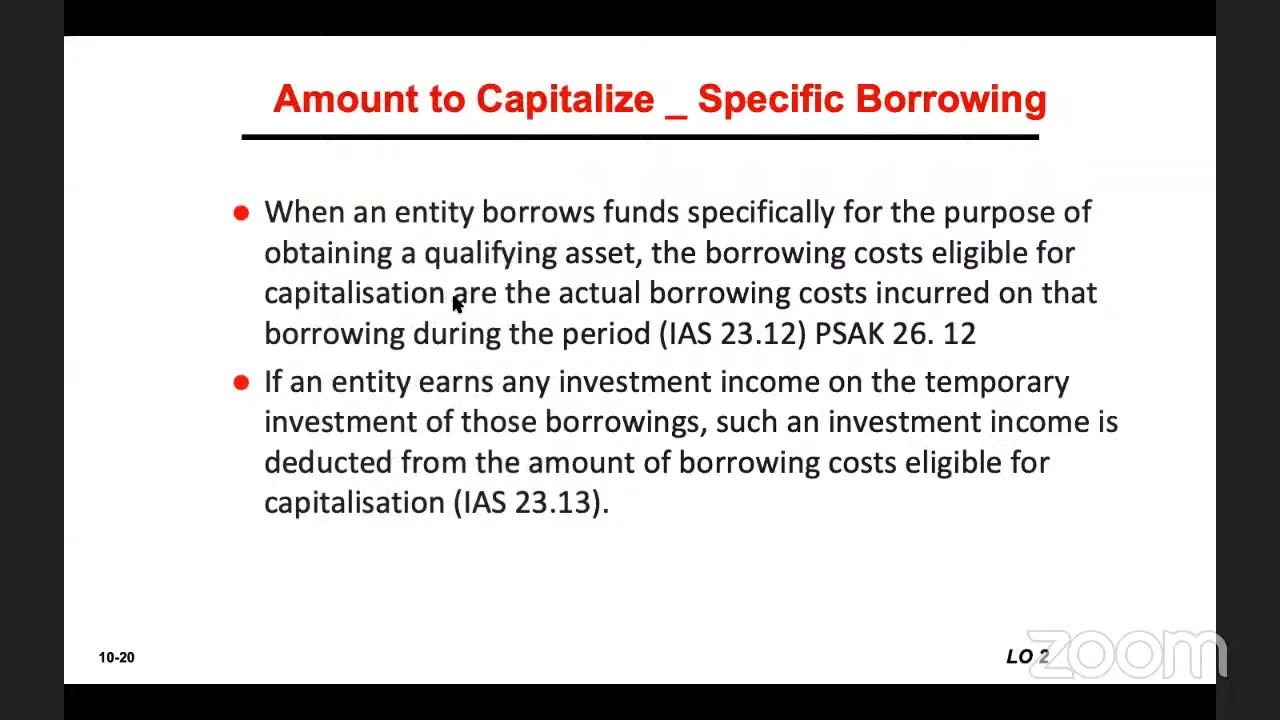 Amount to Capitalize _ Specific Borrowing
When an entity borrows funds specifically for the purpose of
obtaining a qualifying asset, the borrowing costs eligible for
capitalisation are the actual borrowing costs incurred on that
borrowing during the period (IAS 23.12) PSAK 26. 12
If an entity earns any investment income on the temporary
investment of those borrowings, such an investment income is
deducted from the amount of borrowing costs eligible for
capitalisation (IAS 23.13).
10-20
LO 2
zoom